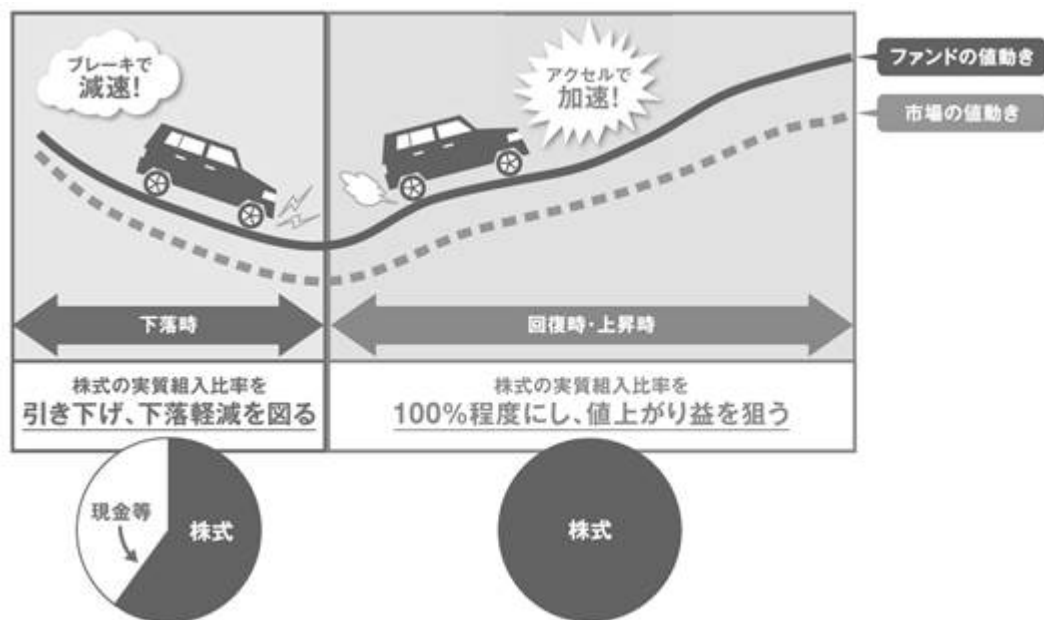 ブレーキで
減速!
アクセルで
加速!
ファンドの値動き
市場の値動き
下落時
回復時・上昇時
株式の実質組入比率を
引き下げ、下落軽減を図る
株式の実質組入比率を
100%程度にし、値上がり益を狙う
現金等
株式
株式